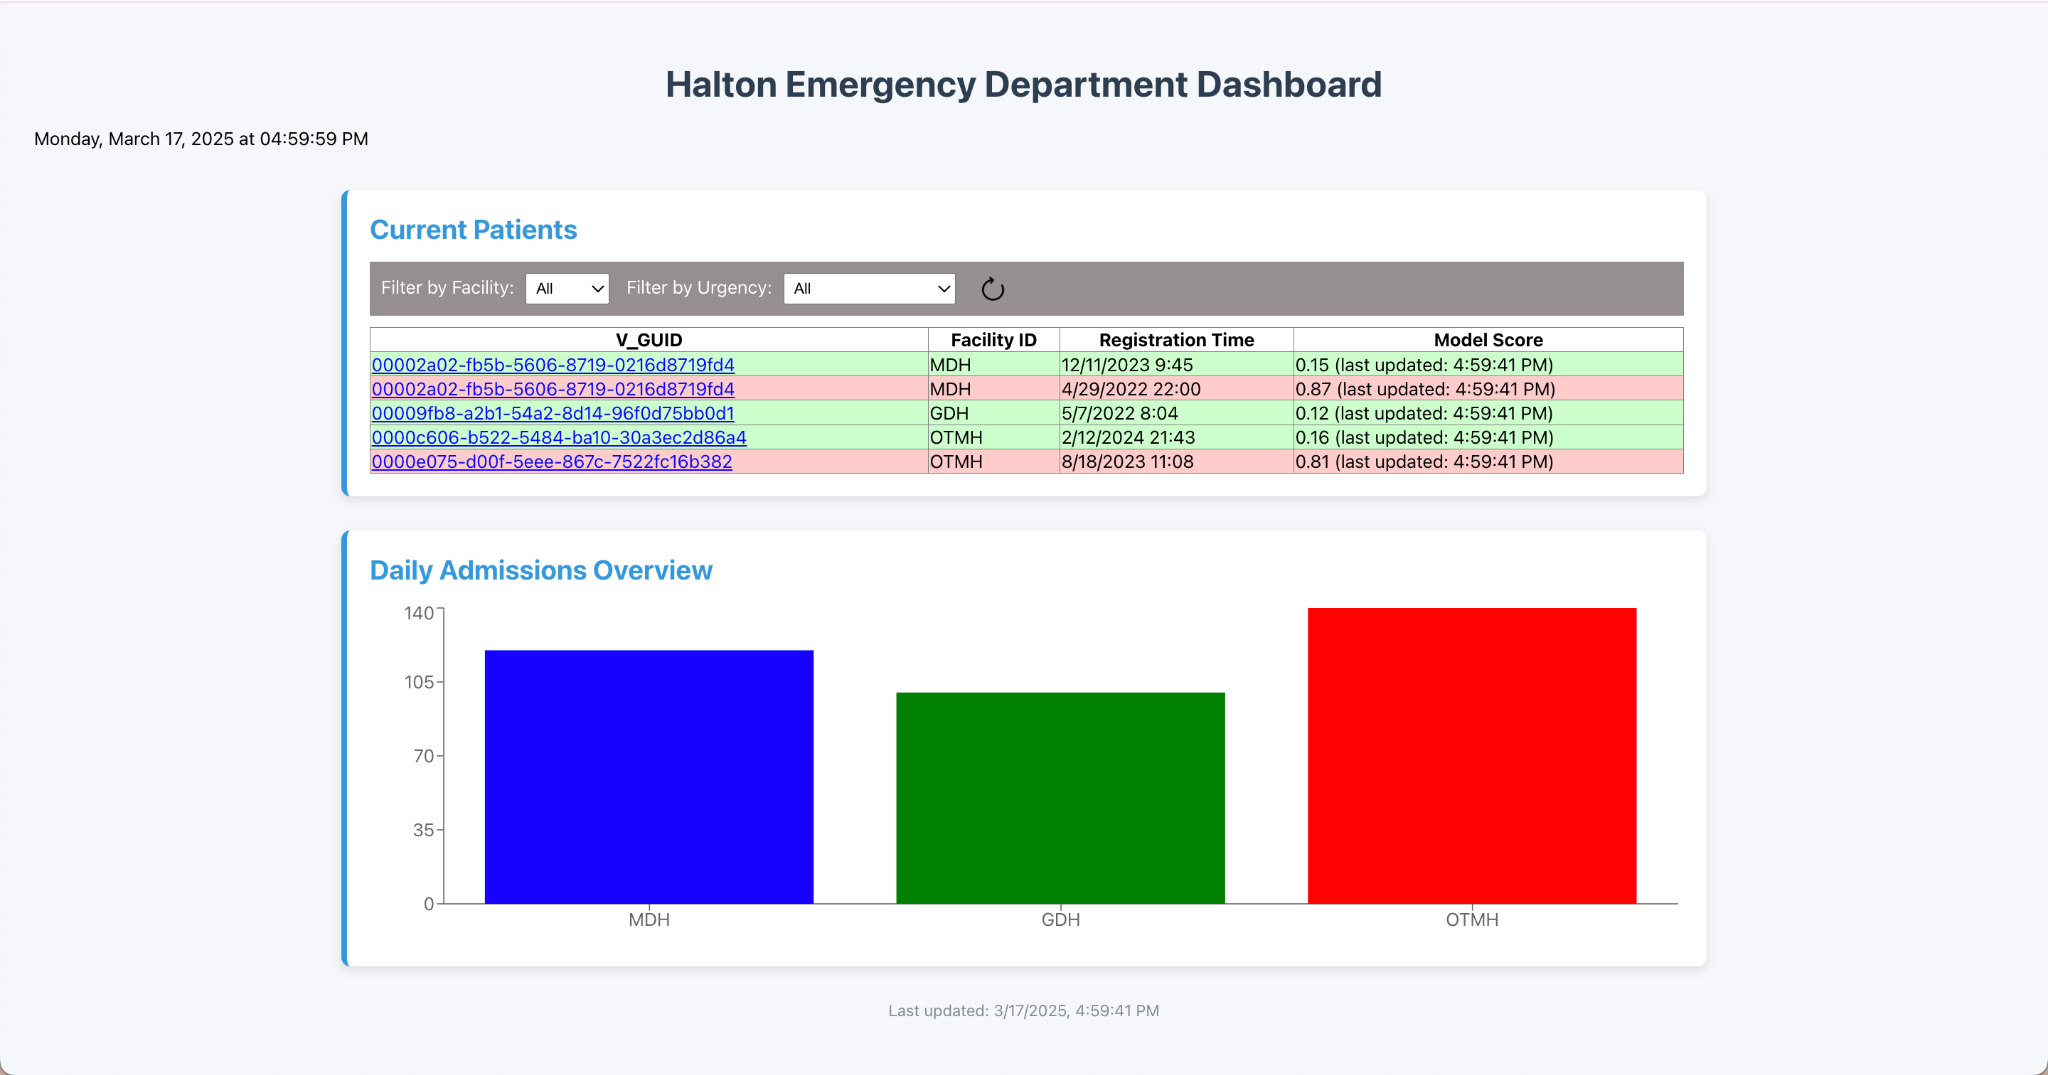 Halton Emergency Department Dashboard
Monday, March 17, 2025 at 04:59:59 PM
Current Patients
Filter by Facility: All Filter by Urgency: All
V_GUID Facility ID Registration Time Model Score
00002a02-fb5b-5606-8719-0216d8719fd4 MDH 12/11/2023 9:45 0.15 (last updated: 4:59:41 PM)
00002a02-fb5b-5606-8719-0216d8719fd4 MDH 4/29/2022 22:00 0.87 (last updated: 4:59:41 PM)
00009fb8-a2b1-54a2-8d14-96f0d75bb0d1 GDH 5/7/2022 8:04 0.12 (last updated: 4:59:41 PM)
0000c606-b522-5484-ba10-30a3ec2d86a4 OTMH 2/12/2024 21:43 0.16 (last updated: 4:59:41 PM)
0000e075-d00f-5eee-867c-7522fc16b382 OTMH 8/18/2023 11:08 0.81 (last updated: 4:59:41 PM)
Daily Admissions Overview
140
105
70
35
0
MDH GDH OTMH
Last updated: 3/17/2025, 4:59:41 PM